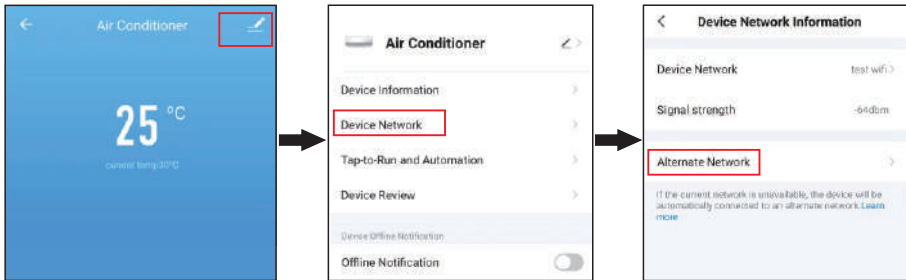 Air Conditioner
25 °C
current temp:30°C
Air Conditioner
Device Information
Device Network
Tap-to-Run and Automation
Device Review
Device Offline Notification
Offline Notification
Device Network Information
Device Network test wifi
Signal strength -64dbm
Alternate Network
If the current network is unavailable, the device will be
automatically connected to an alternate network.Learn
more